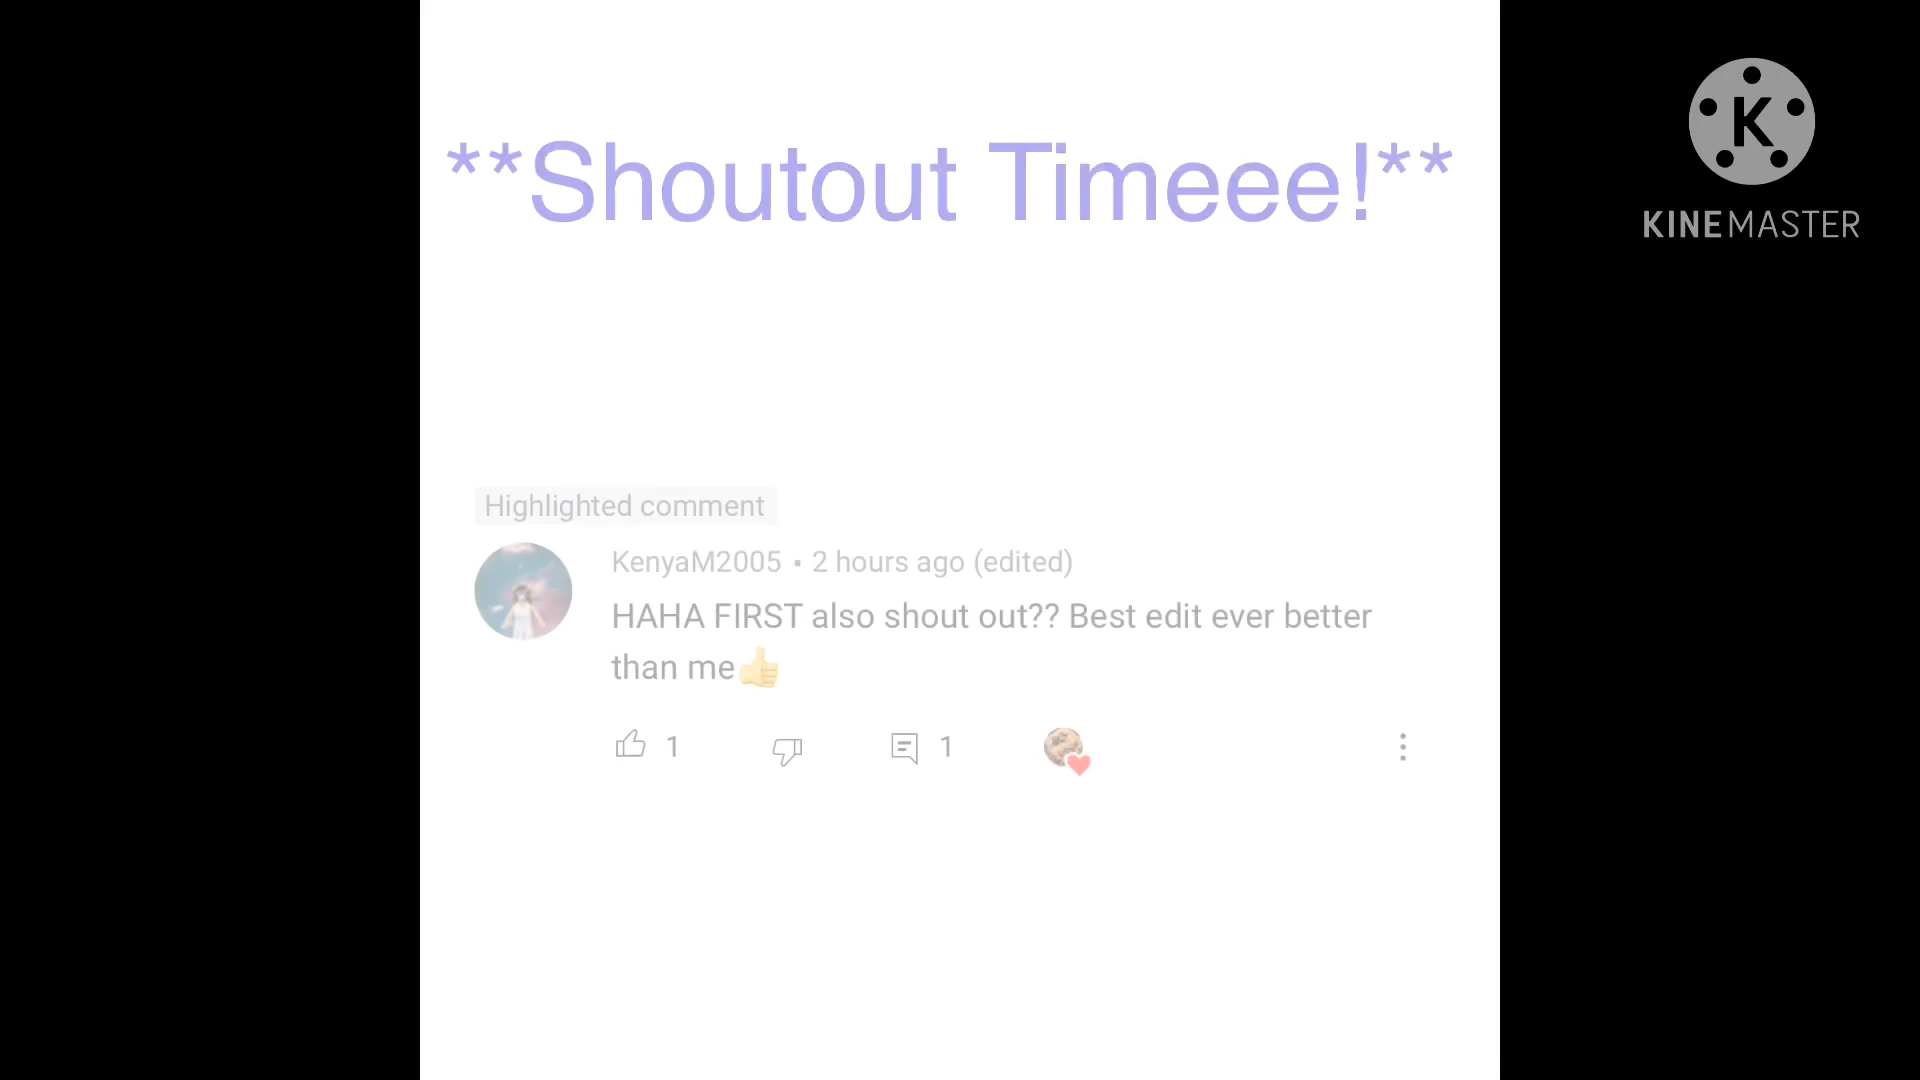 **Shoutout Timeee!**
K
KINEMASTER
Highlighted comment
KenyaM2005 • 2 hours ago (edited)
HAHA FIRST also shout out?? Best edit ever better
than me👍
1
1